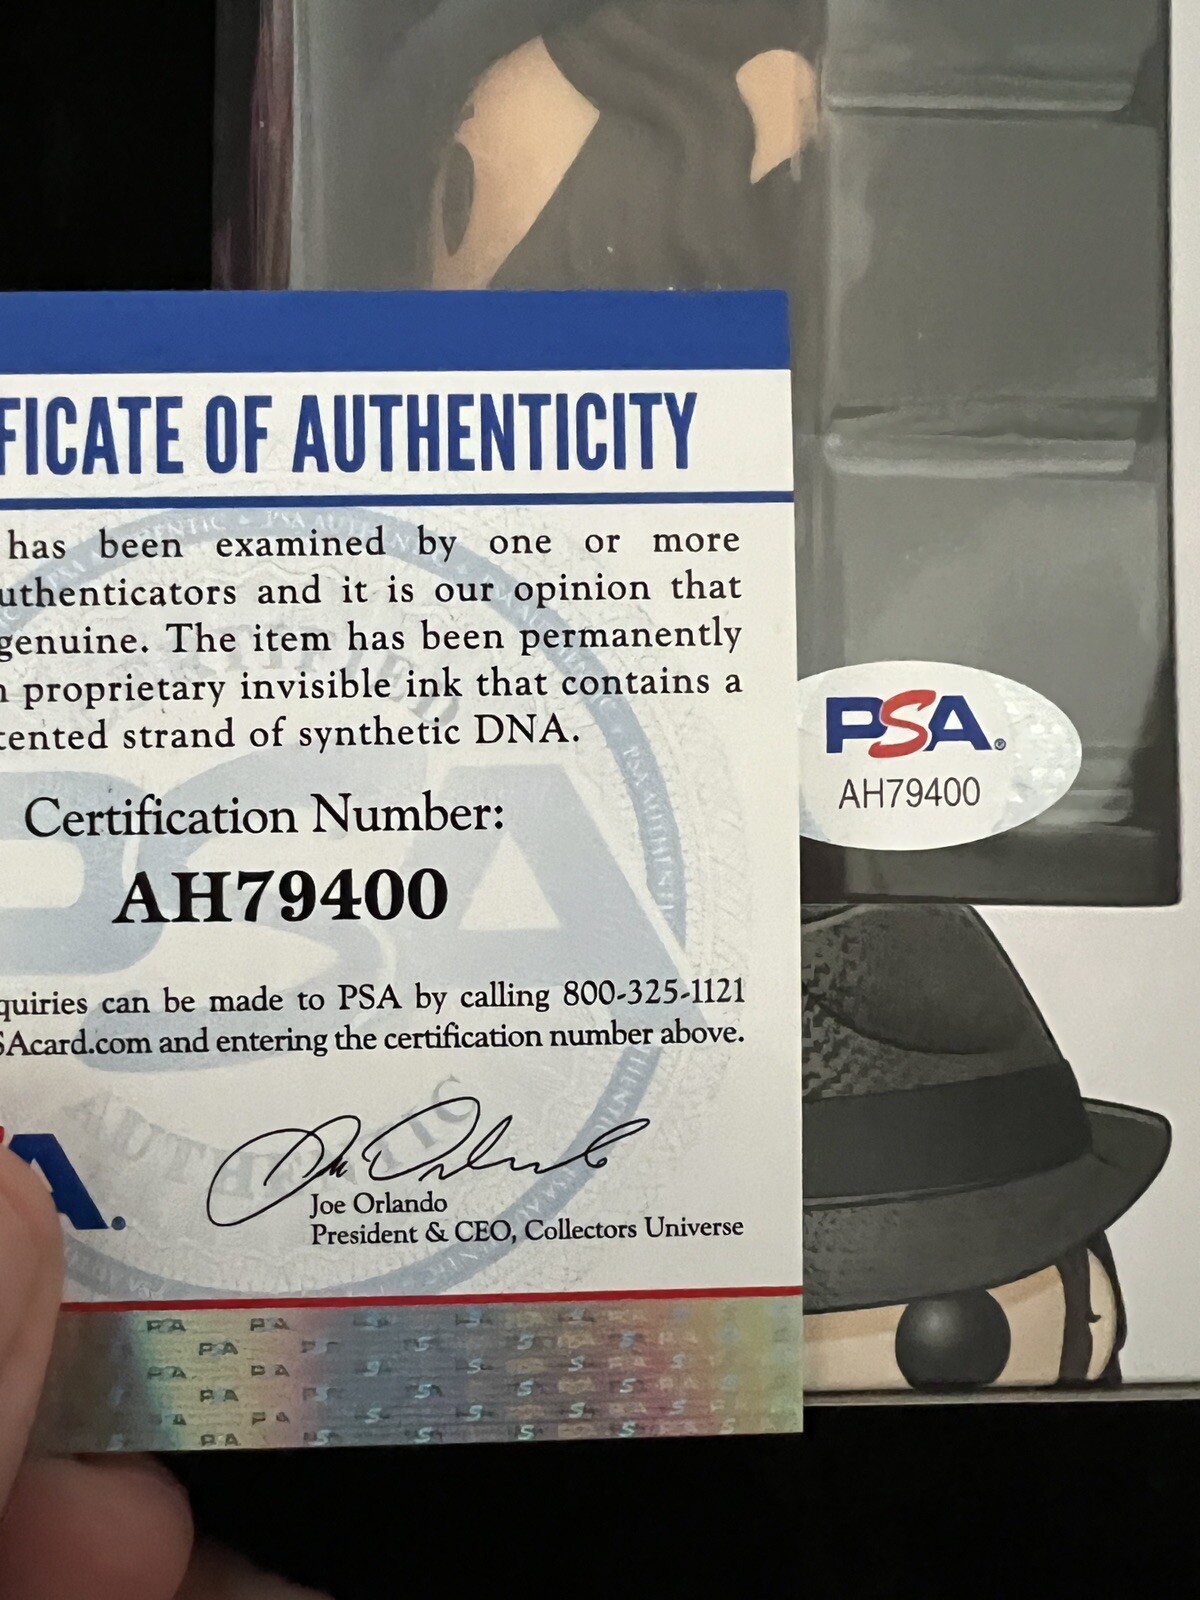 FICATE OF AUTHENTICITY
has been examined by one or more
uthenticators and it is our opinion that
genuine. The item has been permanently
proprietary invisible ink that contains a
tented strand of synthetic DNA.
Certification Number:
AH79400
quiries can be made to PSA by calling 800-325-1121
SAcard.com and entering the certification number above.
A®
Joe Orlando
President & CEO, Collectors Universe
PSA®
AH79400